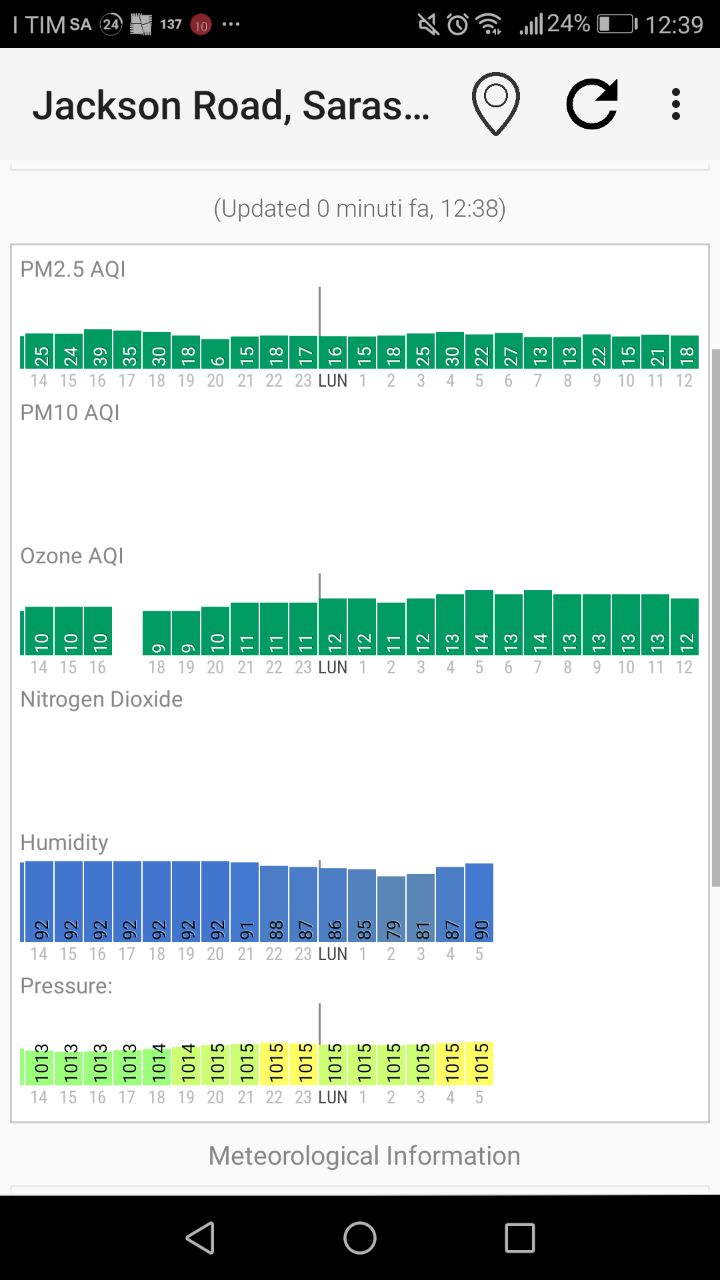 I TIM SA 24 137 10 ... 24% 12:39
Jackson Road, Saras...
(Updated 0 minuti fa, 12:38)
PM2.5 AQI
25 24 39 35 30 18 6 15 18 17 16 15 18 25 30 22 27 13 13 22 15 21 18
14 15 16 17 18 19 20 21 22 23 LUN 1 2 3 4 5 6 7 8 9 10 11 12
PM10 AQI
Ozone AQI
10 10 10 9 9 10 11 11 11 12 12 11 12 13 14 13 14 13 13 13 13 12
14 15 16 18 19 20 21 22 23 LUN 1 2 3 4 5 6 7 8 9 10 11 12
Nitrogen Dioxide
Humidity
92 92 92 92 92 92 92 91 88 87 86 85 79 81 87 90
14 15 16 17 18 19 20 21 22 23 LUN 1 2 3 4 5
Pressure:
1013 1013 1013 1013 1014 1014 1015 1015 1015 1015 1015 1015 1015 1015 1015 1015
14 15 16 17 18 19 20 21 22 23 LUN 1 2 3 4 5
Meteorological Information